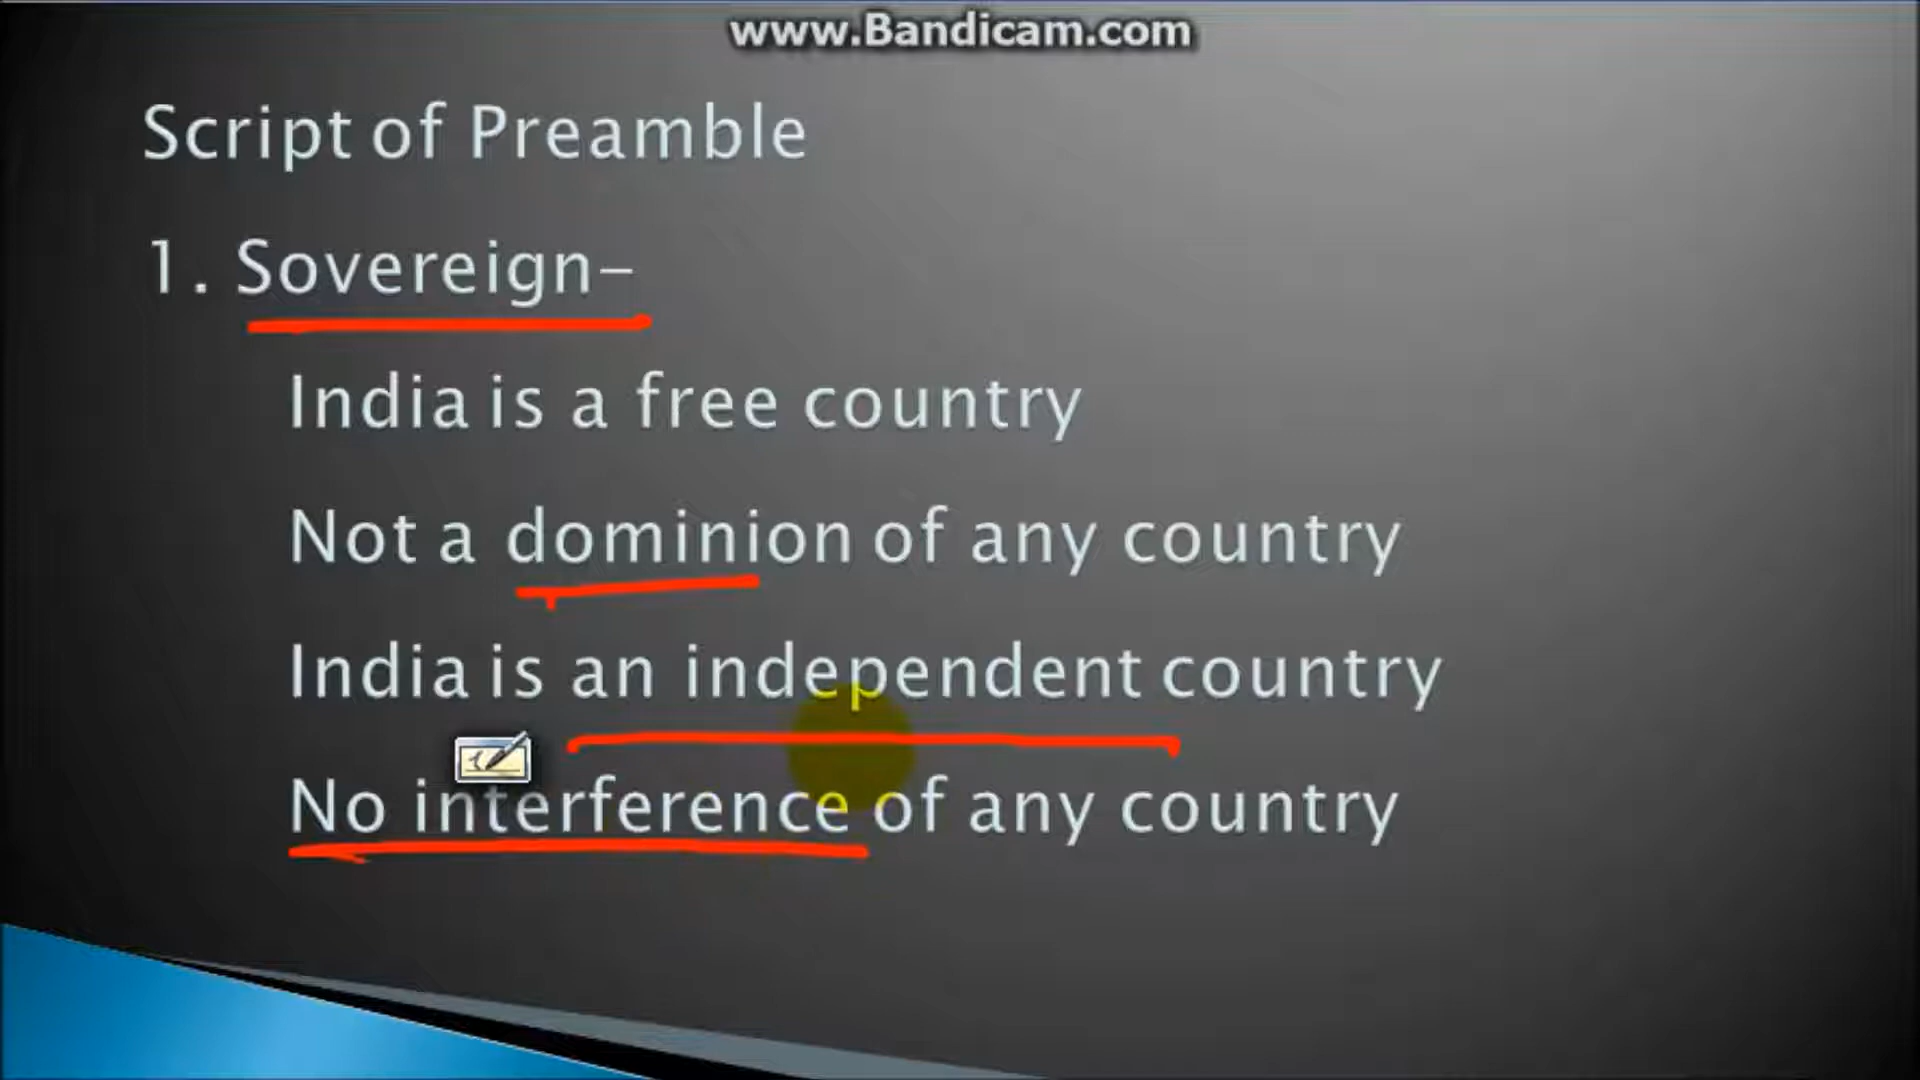 www.Bandicam.com
Script of Preamble
1. Sovereign-
India is a free country
Not a dominion of any country
India is an independent country
No interference of any country